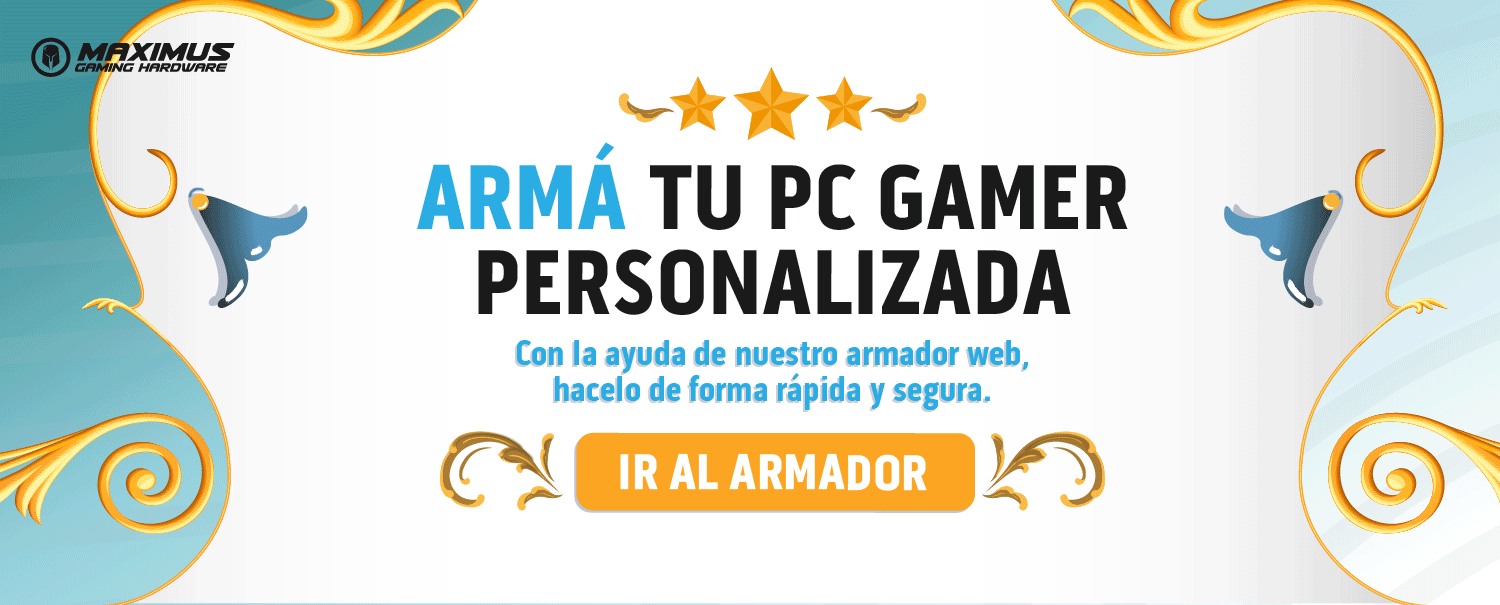 MAXIMUS
GAMING HARDWARE
ARMÁ TU PC GAMER
PERSONALIZADA
Con la ayuda de nuestro armador web,
hacelo de forma rápida y segura.
IR AL ARMADOR